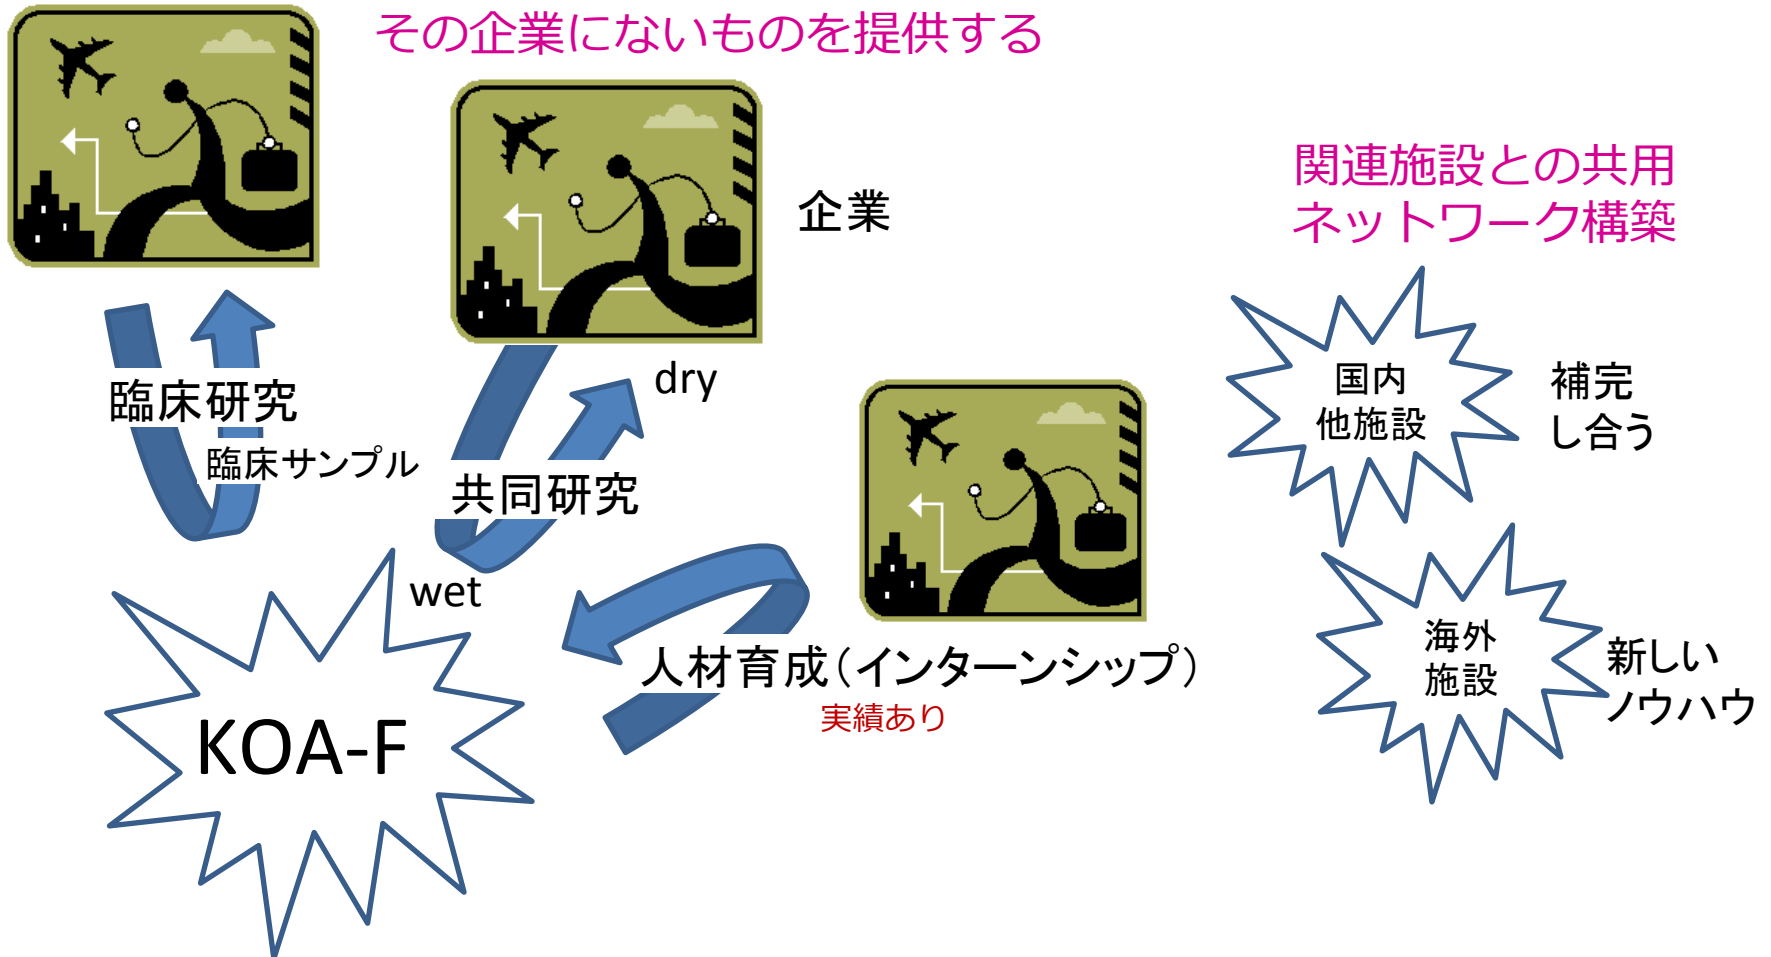 その企業にないものを提供する
企業
dry
臨床研究
臨床サンプル
共同研究
wet
人材育成（インターンシップ）
実績あり
KOA-F
関連施設との共用
ネットワーク構築
国内
他施設
補完
し合う
海外
施設
新しい
ノウハウ